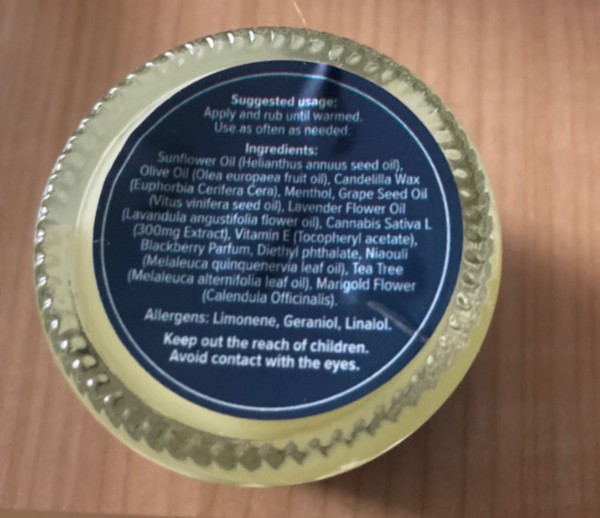 Suggested usage:
Apply and rub until warmed.
Use as often as needed.
Ingredients:
Sunflower Oil (Helianthus annuus seed oil),
Olive Oil (Olea europaea fruit oil), Candelilla Wax
(Euphorbia Cerifera Cera), Menthol, Grape Seed Oil
(Vitus vinifera seed oil), Lavender Flower Oil
(Lavandula angustifolia flower oil), Cannabis Sativa L
(300mg Extract), Vitamin E (Tocopheryl acetate),
Blackberry Parfum, Diethyl phthalate, Niaouli
(Melaleuca quinquenervia leaf oil), Tea Tree
(Melaleuca alternifolia leaf oil), Marigold Flower
(Calendula Officinalis).
Allergens: Limonene, Geraniol, Linalol.
Keep out the reach of children.
Avoid contact with the eyes.